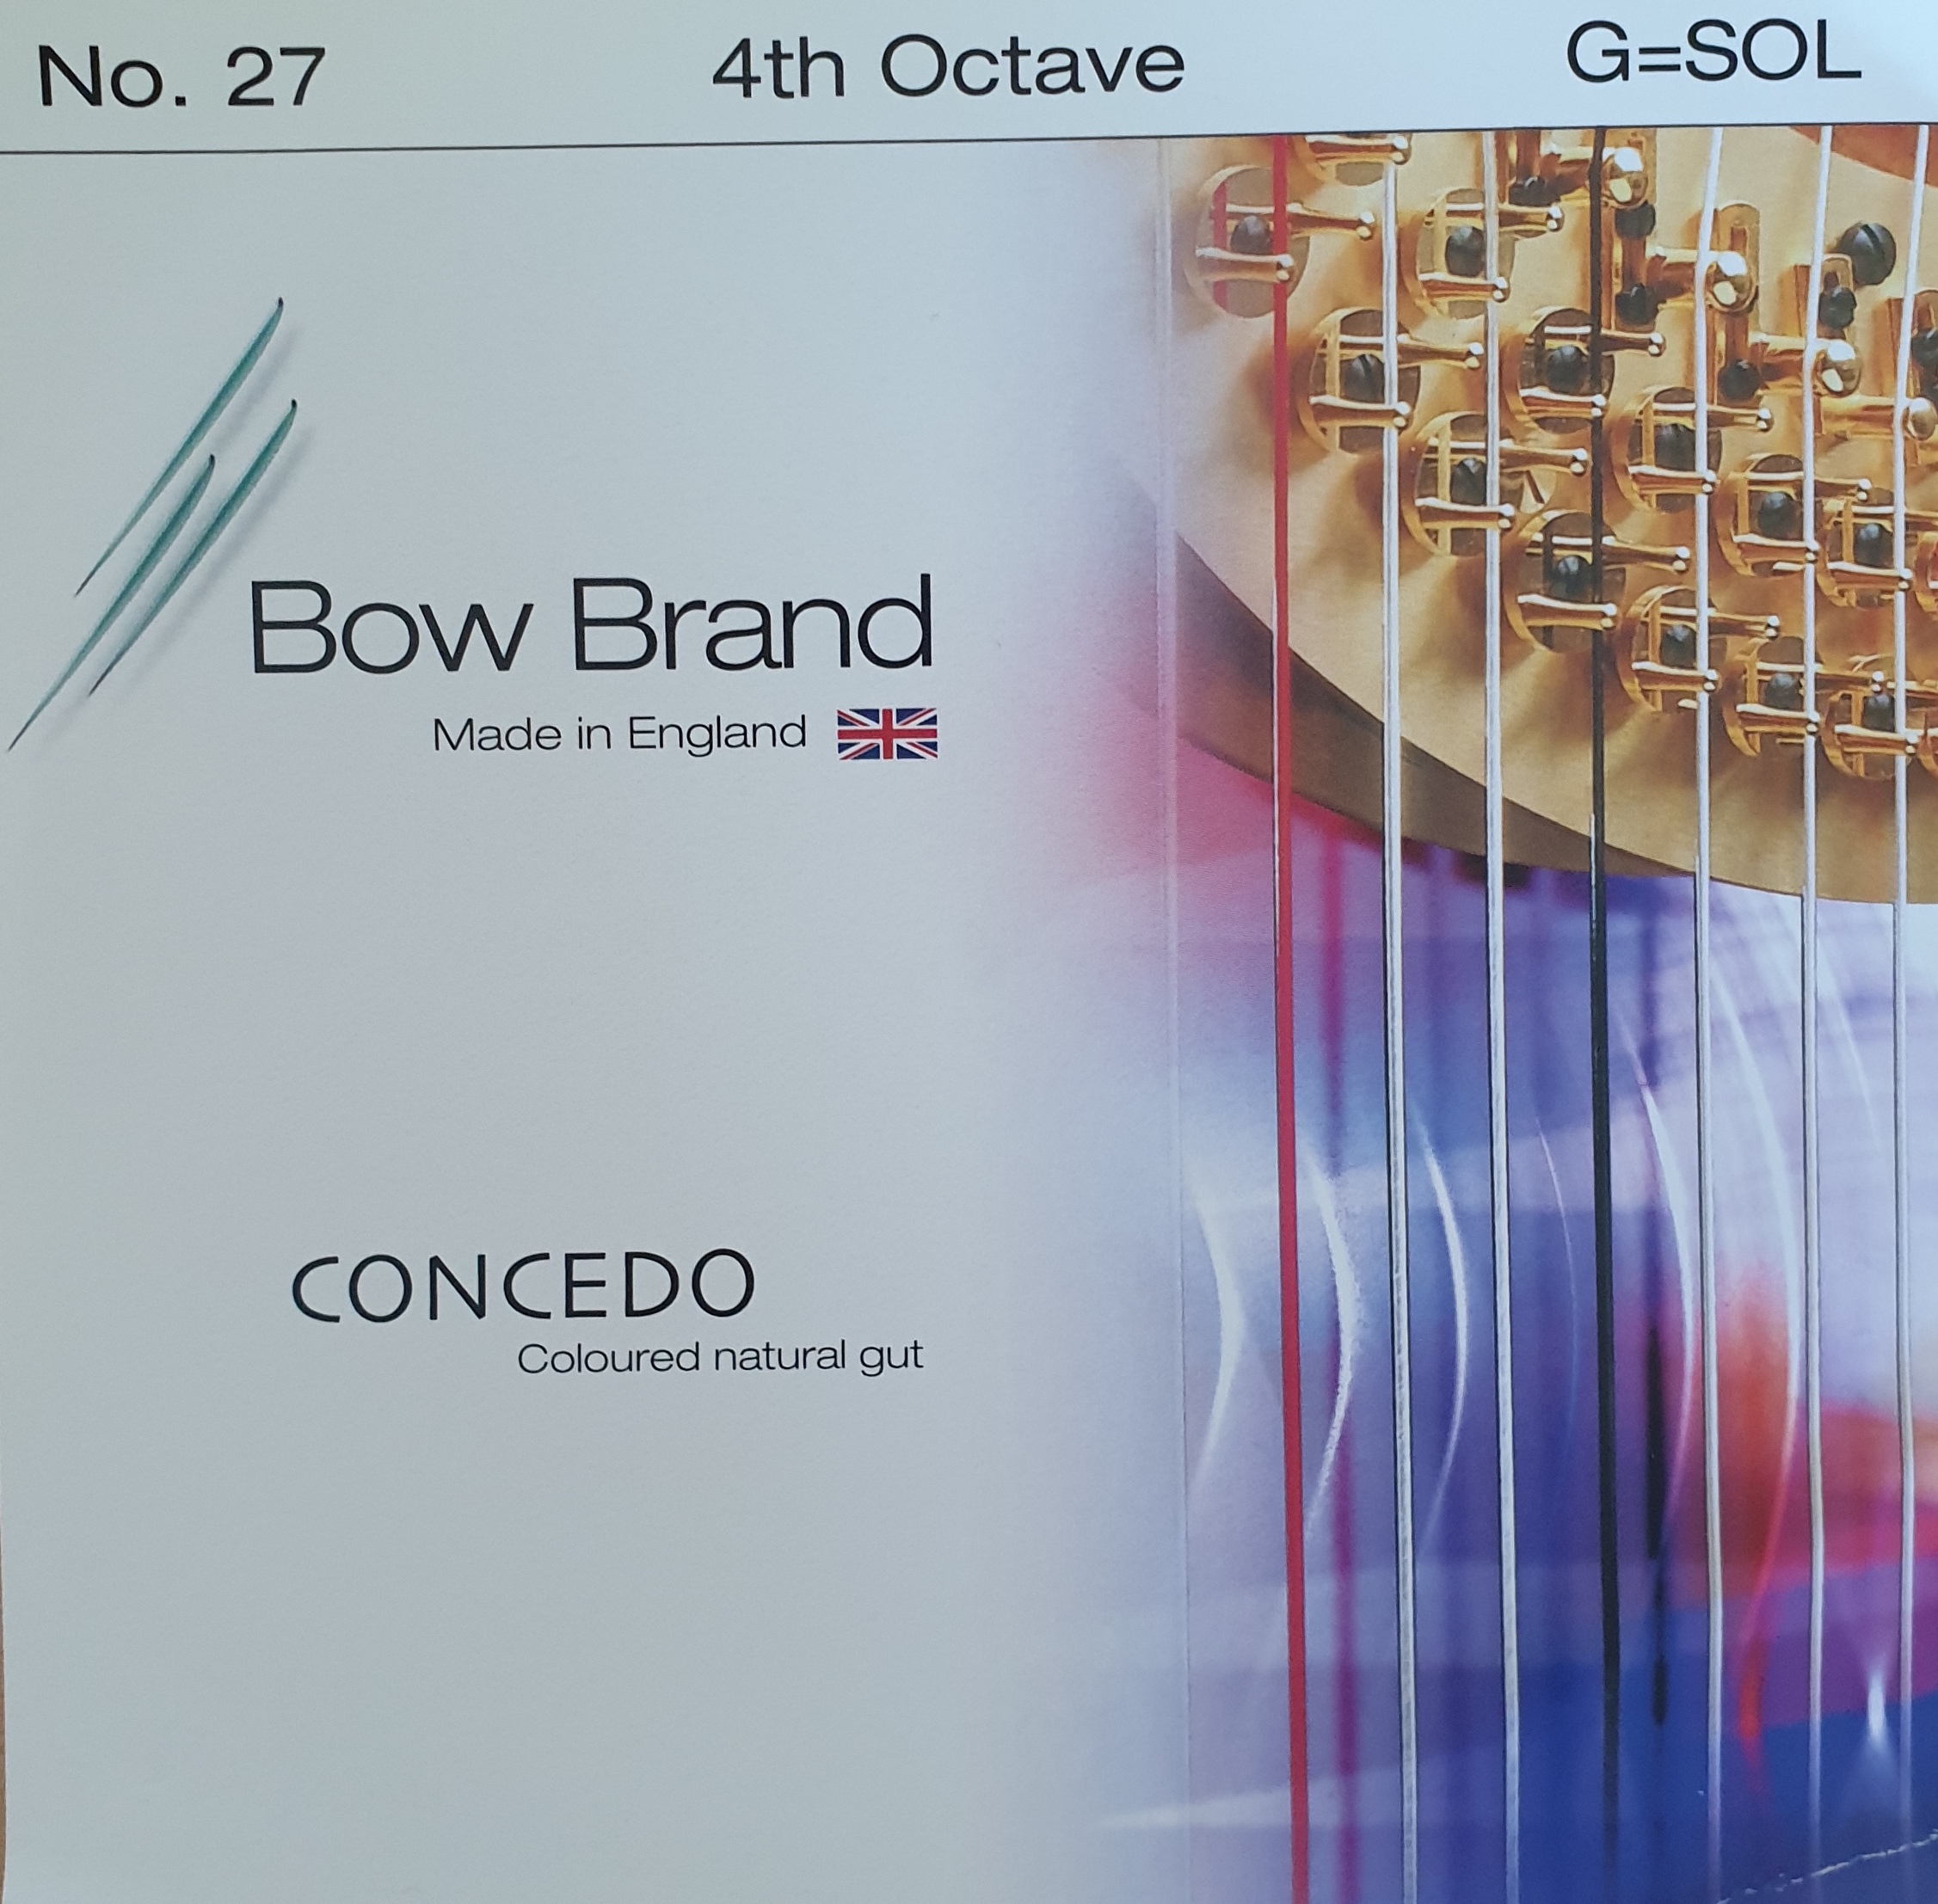 No. 27 4th Octave G=SOL
Bow Brand
Made in England
CONCEDO
Coloured natural gut